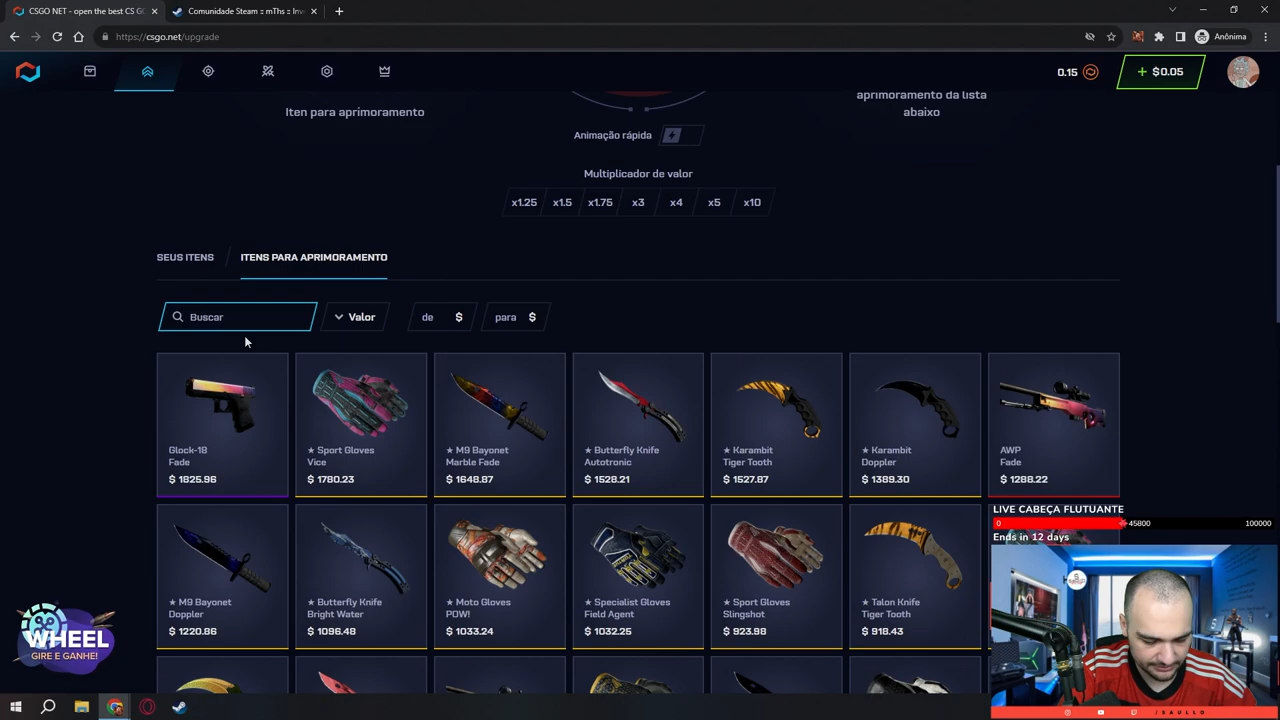 CSGO NET - open the best CS G
Comunidade Steam :: mThs :: Inv
https://csgo.net/upgrade
Anônima
0.15
+ $0.05
Iten para aprimoramento
aprimoramento da lista
abaixo
Animação rápida
Multiplicador de valor
x1.25 x1.5 x1.75 x3 x4 x5 x10
SEUS ITENS
ITENS PARA APRIMORAMENTO
Buscar
Valor
de $
para $
Glock-18
Fade
$ 1825.96
★ Sport Gloves
Vice
$ 1780.23
★ M9 Bayonet
Marble Fade
$ 1648.87
★ Butterfly Knife
Autotronic
$ 1528.21
★ Karambit
Tiger Tooth
$ 1527.87
★ Karambit
Doppler
$ 1389.30
AWP
Fade
$ 1288.22
★ M9 Bayonet
Doppler
$ 1220.86
★ Butterfly Knife
Bright Water
$ 1096.48
★ Moto Gloves
POW!
$ 1033.24
★ Specialist Gloves
Field Agent
$ 1032.25
★ Sport Gloves
Slingshot
$ 923.98
★ Talon Knife
Tiger Tooth
$ 918.43
LIVE CABEÇA FLUTUANTE
0 45800 100000
Ends in 12 days
WHEEL
GIRE E GANHE!
/SAULLO